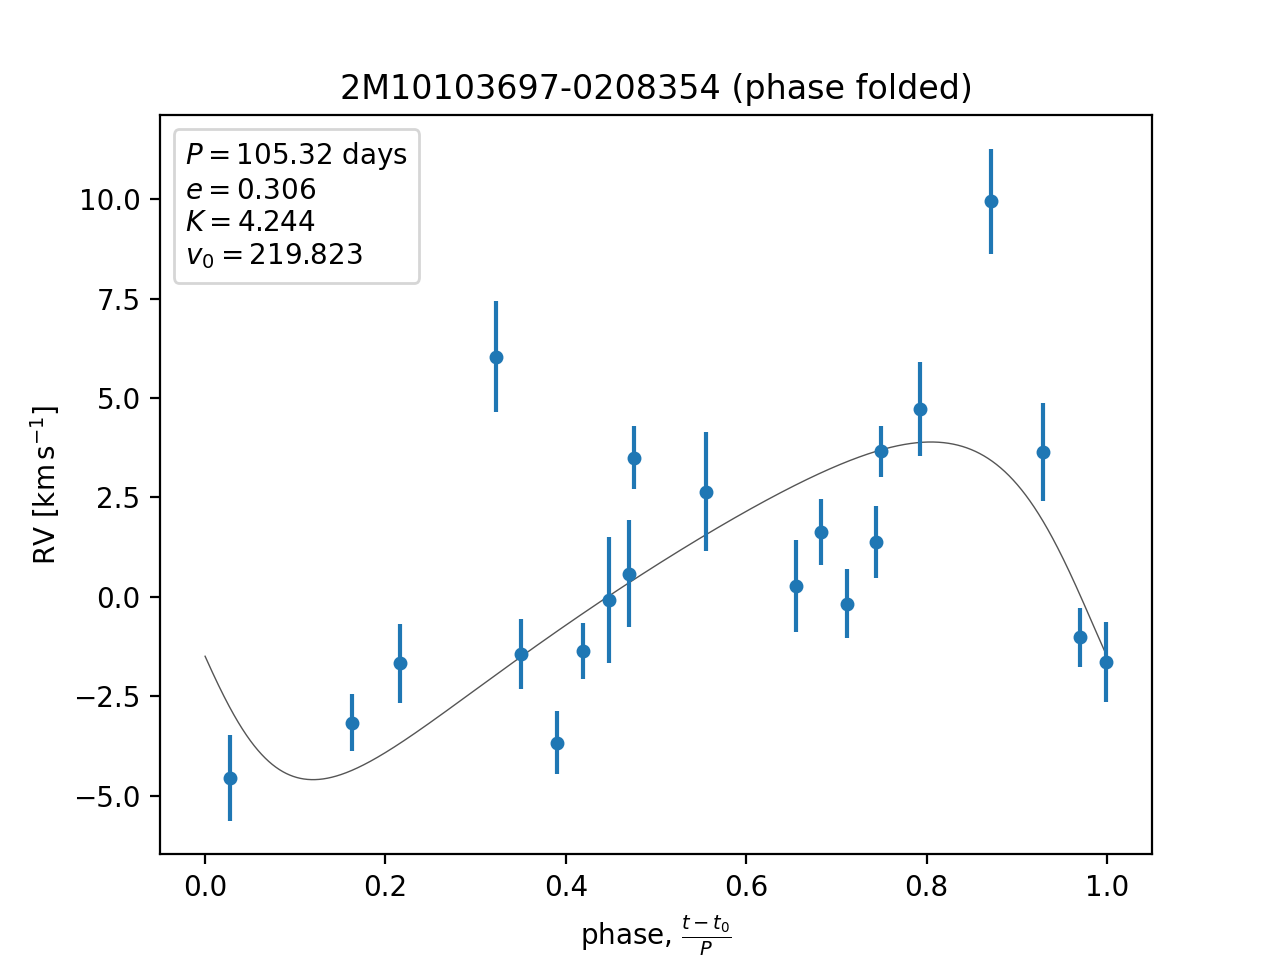 2M10103697-0208354 (phase folded)
P = 105.32 days
e = 0.306
K = 4.244
v₀ = 219.823
10.0
7.5
5.0
2.5
0.0
−2.5
−5.0
RV [km s⁻¹]
0.0 0.2 0.4 0.6 0.8 1.0
phase, (t − t₀)/P